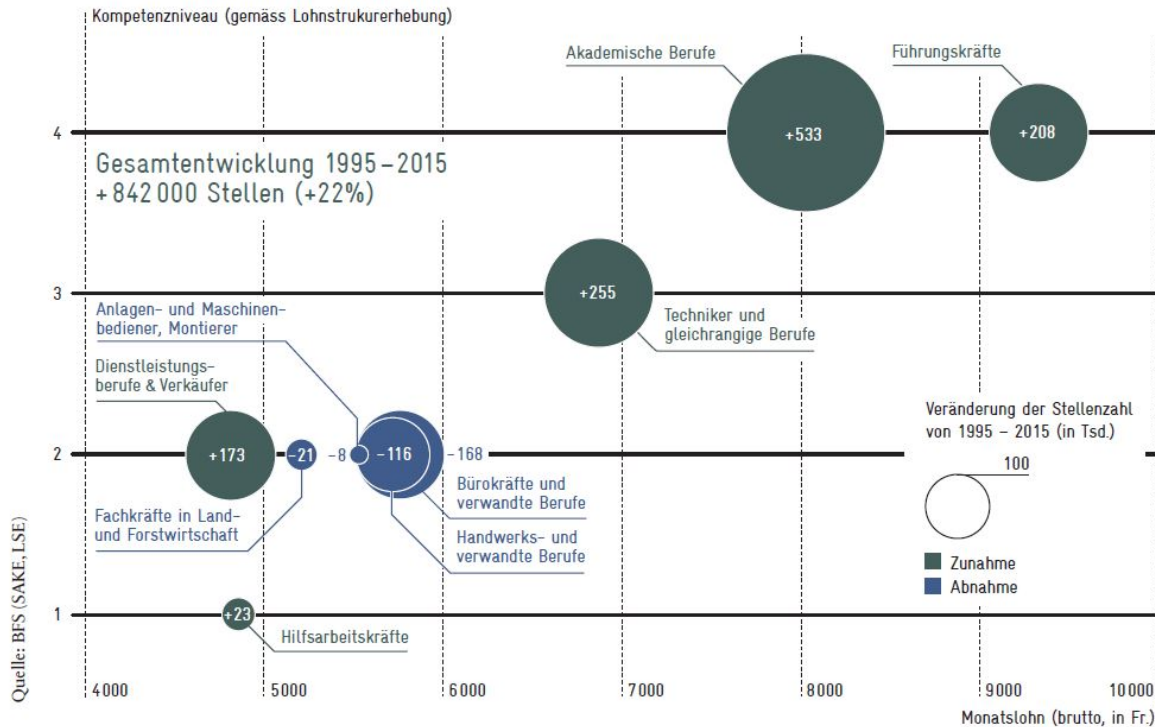 Kompetenzniveau (gemäss Lohnstrukurerhebung)
Akademische Berufe
Führungskräfte
4
+533
+208
Gesamtentwicklung 1995–2015
+842 000 Stellen (+22%)
3
+255
Anlagen- und Maschinen-
bediener, Montierer
Techniker und
gleichrangige Berufe
Dienstleistungs-
berufe & Verkäufer
Veränderung der Stellenzahl
von 1995 – 2015 (in Tsd.)
100
2
+173
–21
–8
–116
–168
Bürokräfte und
verwandte Berufe
Fachkräfte in Land-
und Forstwirtschaft
Handwerks- und
verwandte Berufe
Zunahme
Abnahme
1
+23
Hilfsarbeitskräfte
4000
5000
6000
7000
8000
9000
10000
Monatslohn (brutto, in Fr.)
Quelle: BFS (SAKE, LSE)